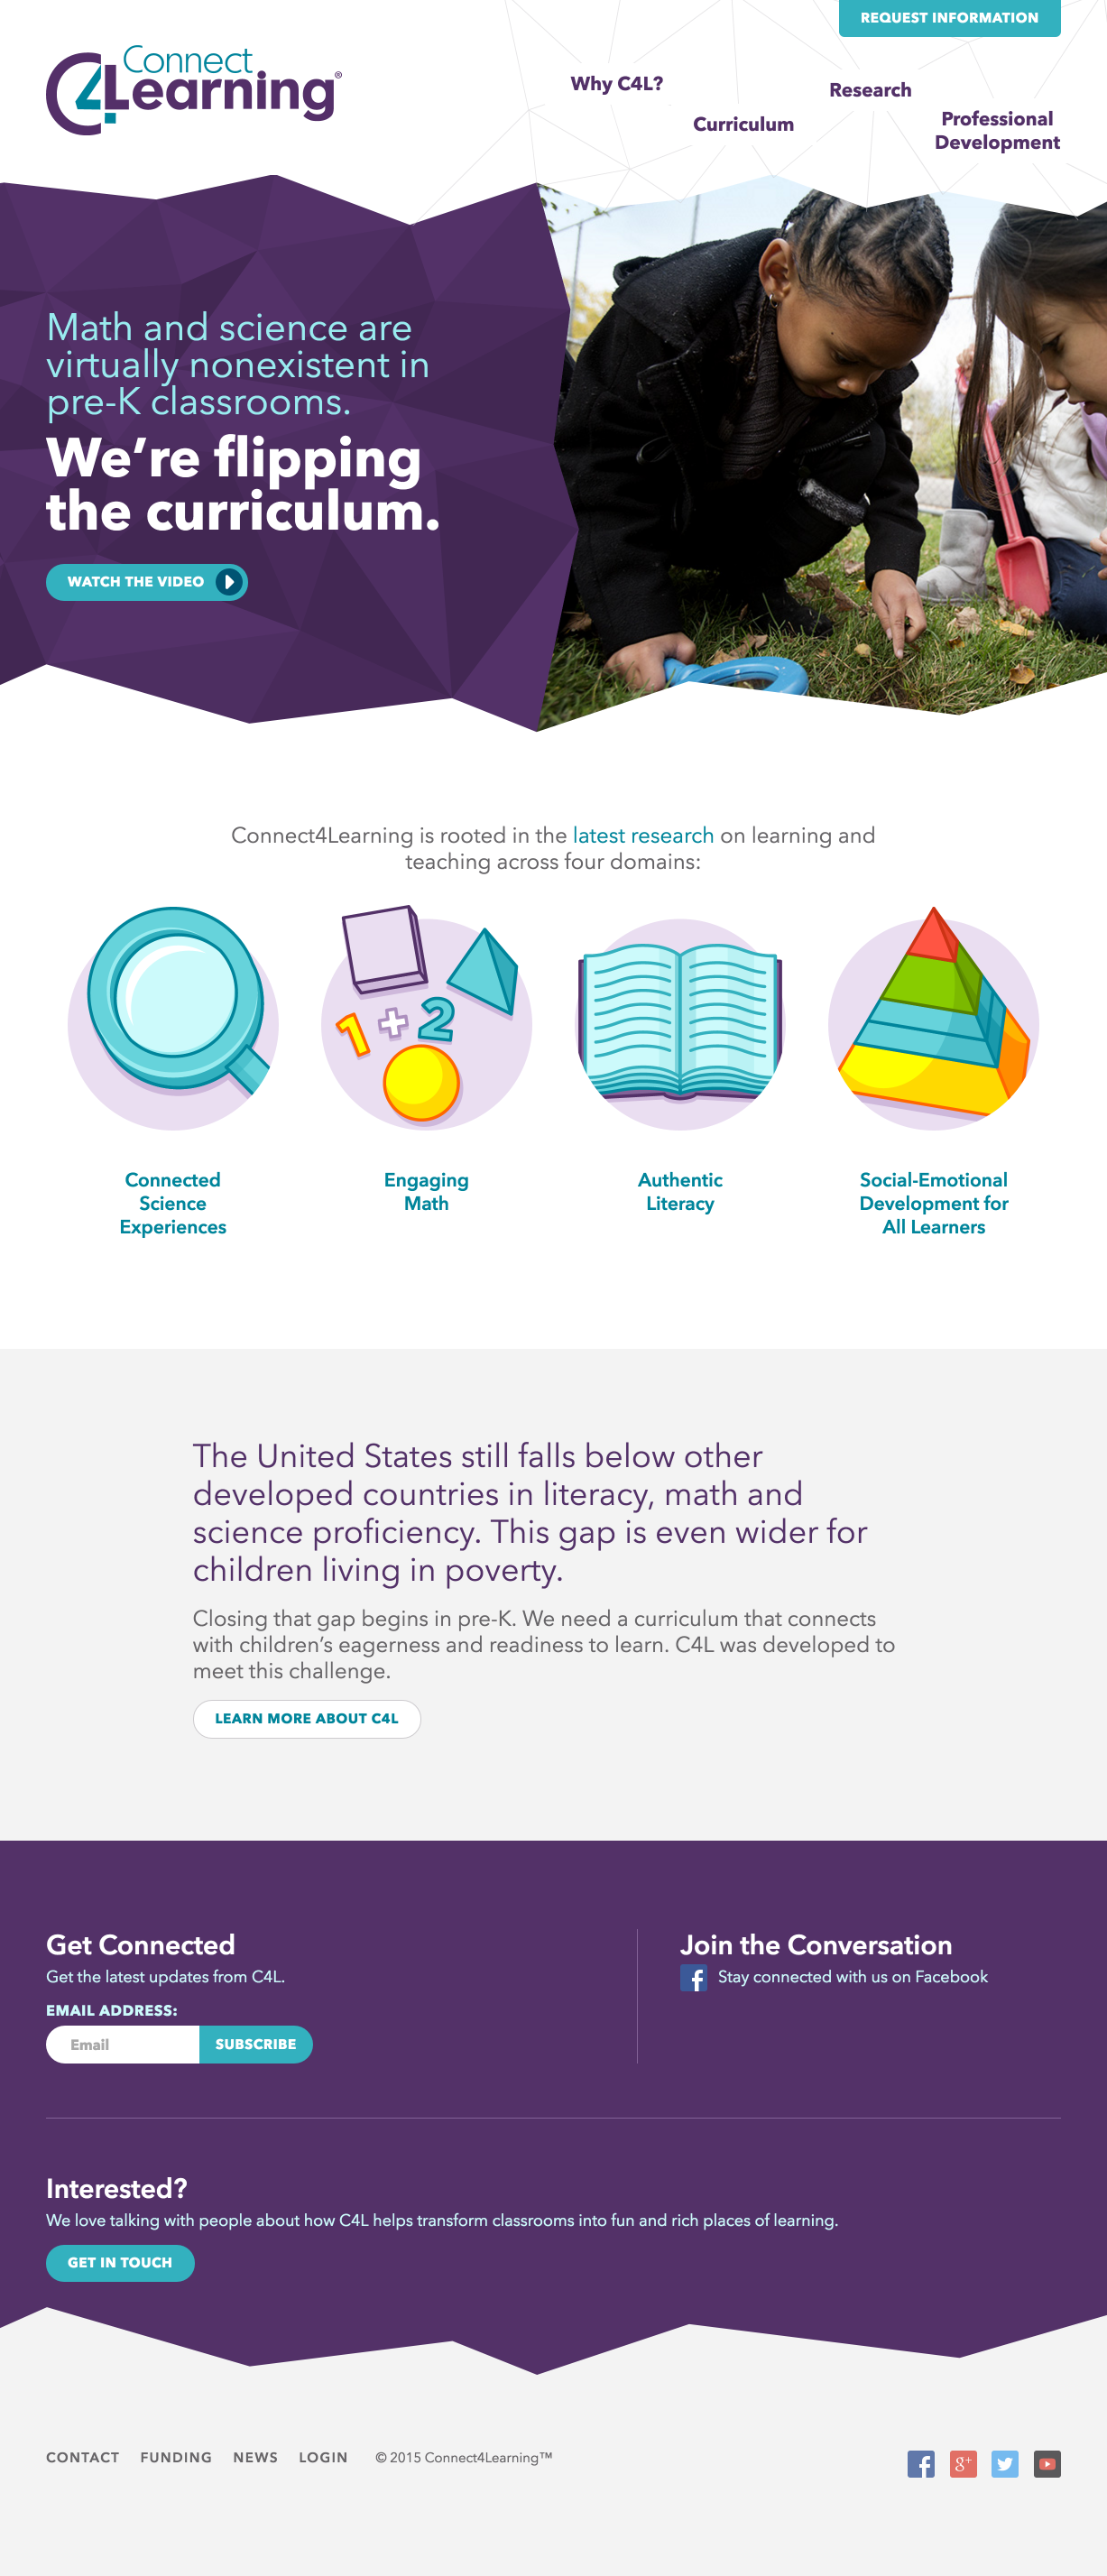 REQUEST INFORMATION
Connect
C4Learning®
Why C4L?
Curriculum
Research
Professional
Development
Math and science are
virtually nonexistent in
pre-K classrooms.
We’re flipping
the curriculum.
WATCH THE VIDEO
Connect4Learning is rooted in the latest research on learning and
teaching across four domains:
1 + 2
Connected
Science
Experiences
Engaging
Math
Authentic
Literacy
Social-Emotional
Development for
All Learners
The United States still falls below other
developed countries in literacy, math and
science proficiency. This gap is even wider for
children living in poverty.
Closing that gap begins in pre-K. We need a curriculum that connects
with children’s eagerness and readiness to learn. C4L was developed to
meet this challenge.
LEARN MORE ABOUT C4L
Get Connected
Get the latest updates from C4L.
EMAIL ADDRESS:
Email
SUBSCRIBE
Join the Conversation
f Stay connected with us on Facebook
Interested?
We love talking with people about how C4L helps transform classrooms into fun and rich places of learning.
GET IN TOUCH
CONTACT FUNDING NEWS LOGIN © 2015 Connect4Learning™
f g+